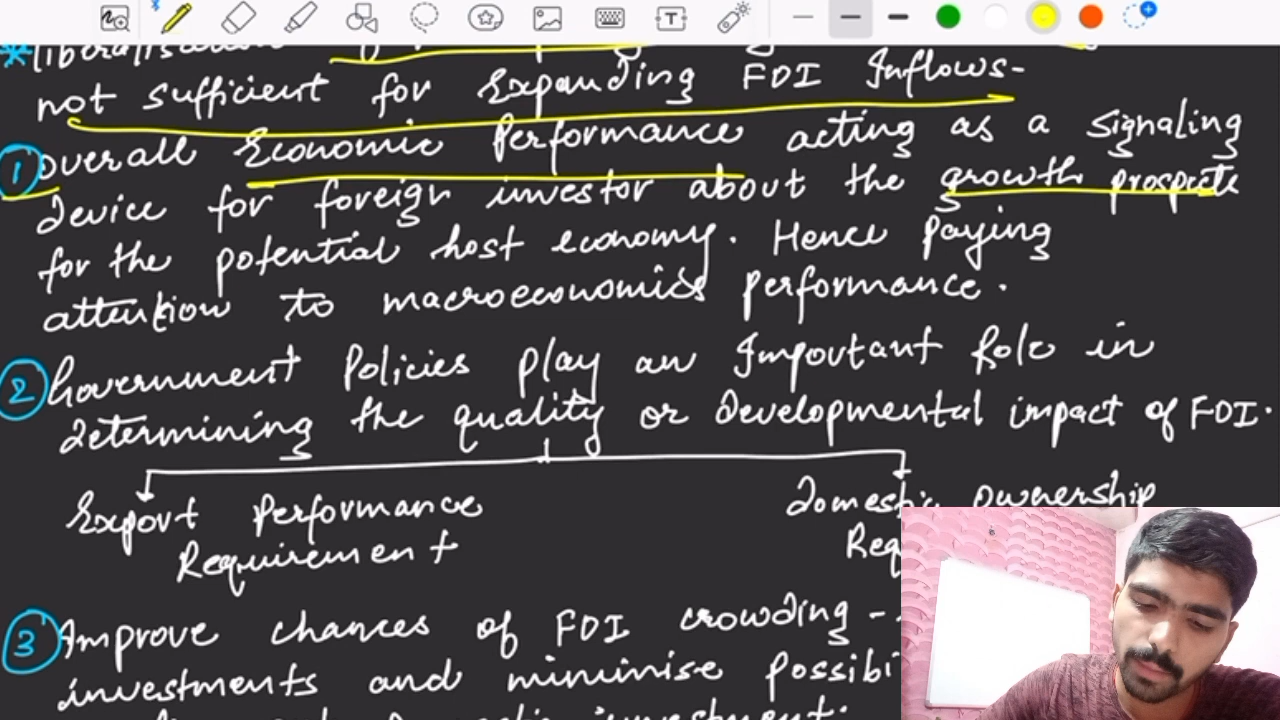 * liberalisation
not sufficient for Expanding FDI Inflows-
1 overall Economic Performance acting as a signaling
device for foreign investor about the growth prospects
for the potential host economy. Hence Paying
attention to macroeconomics performance.
2 Government Policies play an Important Role in
determining the quality or developmental impact of FDI.
Export Performance
Requirement
Domestic ownership
Req
3 Improve chances of FDI crowding-
investments and minimise possibi
investment.